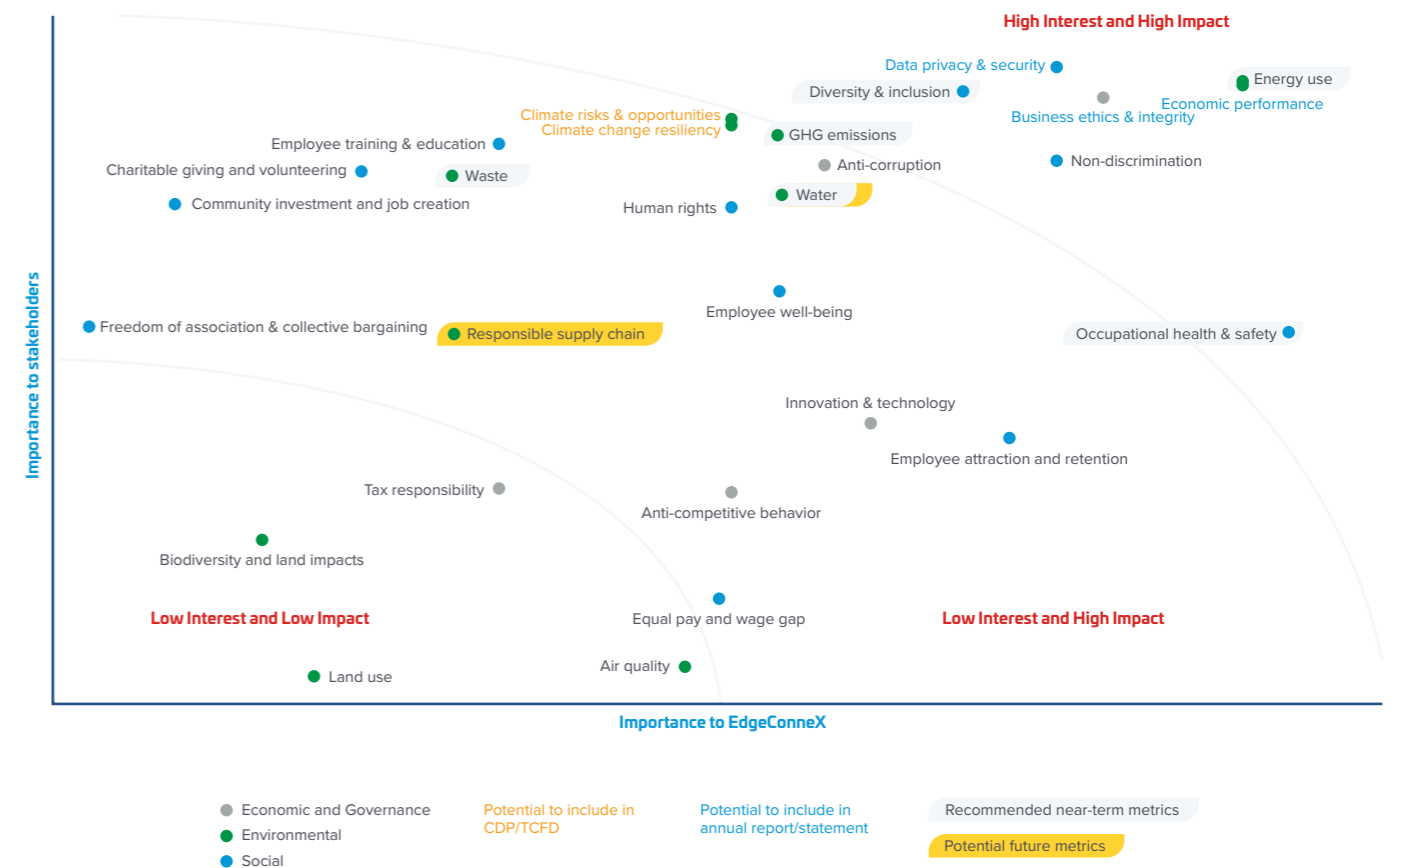 High Interest and High Impact
Data privacy & security
Energy use
Diversity & inclusion
Economic performance
Business ethics & integrity
Climate risks & opportunities
Climate change resiliency
GHG emissions
Employee training & education
Anti-corruption
Non-discrimination
Charitable giving and volunteering
Waste
Water
Community investment and job creation
Human rights
Employee well-being
Freedom of association & collective bargaining
Responsible supply chain
Occupational health & safety
Importance to stakeholders
Innovation & technology
Employee attraction and retention
Tax responsibility
Anti-competitive behavior
Biodiversity and land impacts
Low Interest and Low Impact
Equal pay and wage gap
Low Interest and High Impact
Air quality
Land use
Importance to EdgeConneX
Economic and Governance
Environmental
Social
Potential to include in
CDP/TCFD
Potential to include in
annual report/statement
Recommended near-term metrics
Potential future metrics